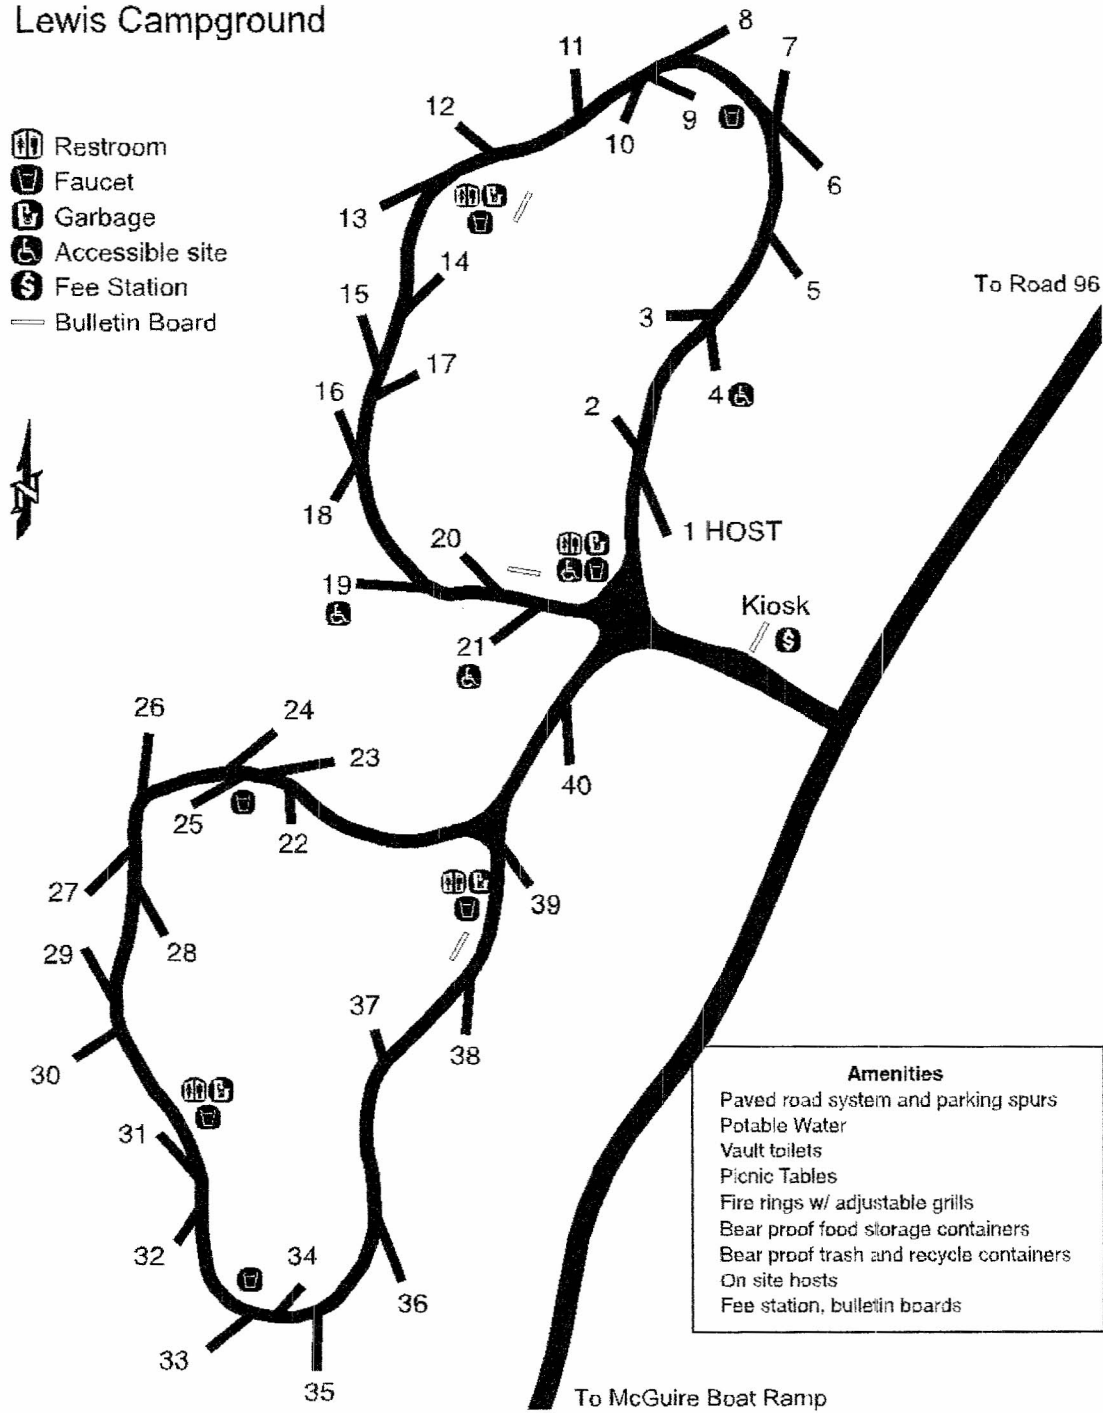 Lewis Campground
Restroom
Faucet
Garbage
Accessible site
Fee Station
Bulletin Board
N
8
7
11
12
9
10
6
13
14
5
To Road 96
15
3
17
4
16
2
18
1 HOST
20
19
Kiosk
$
21
26
24
23
40
25
22
27
39
28
29
37
38
30
31
32
34
36
33
35
Amenities
Paved road system and parking spurs
Potable Water
Vault toilets
Picnic Tables
Fire rings w/ adjustable grills
Bear proof food storage containers
Bear proof trash and recycle containers
On site hosts
Fee station, bulletin boards
To McGuire Boat Ramp